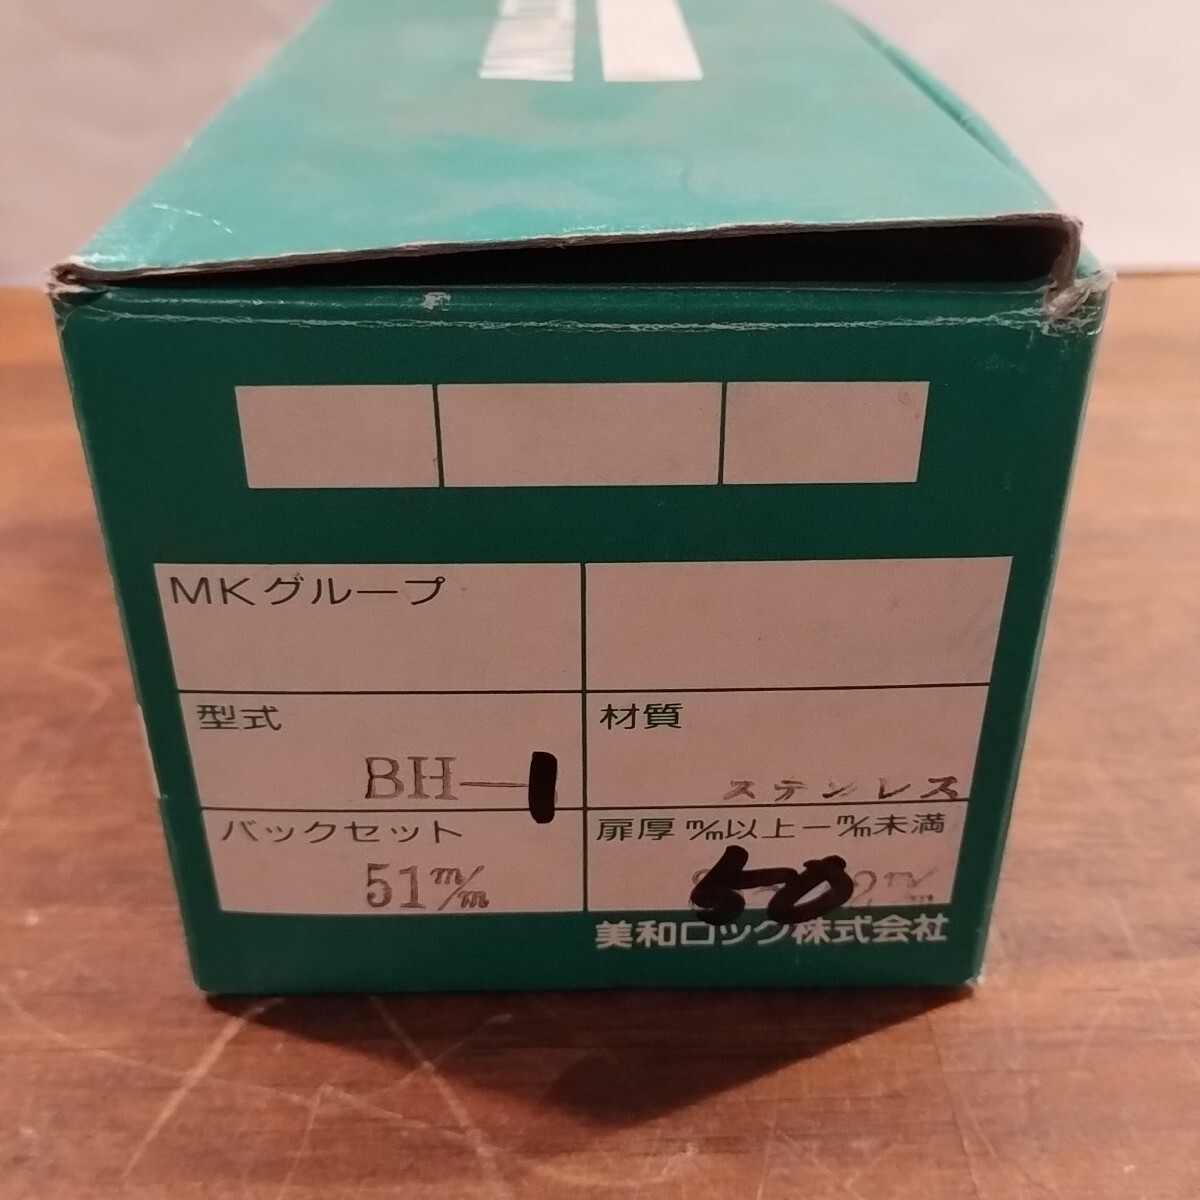 MKグループ
型式
BH-1
材質
ステンレス
バックセット
51m/m
扉厚 m/m以上ーm/m未満
50
美和ロック株式会社